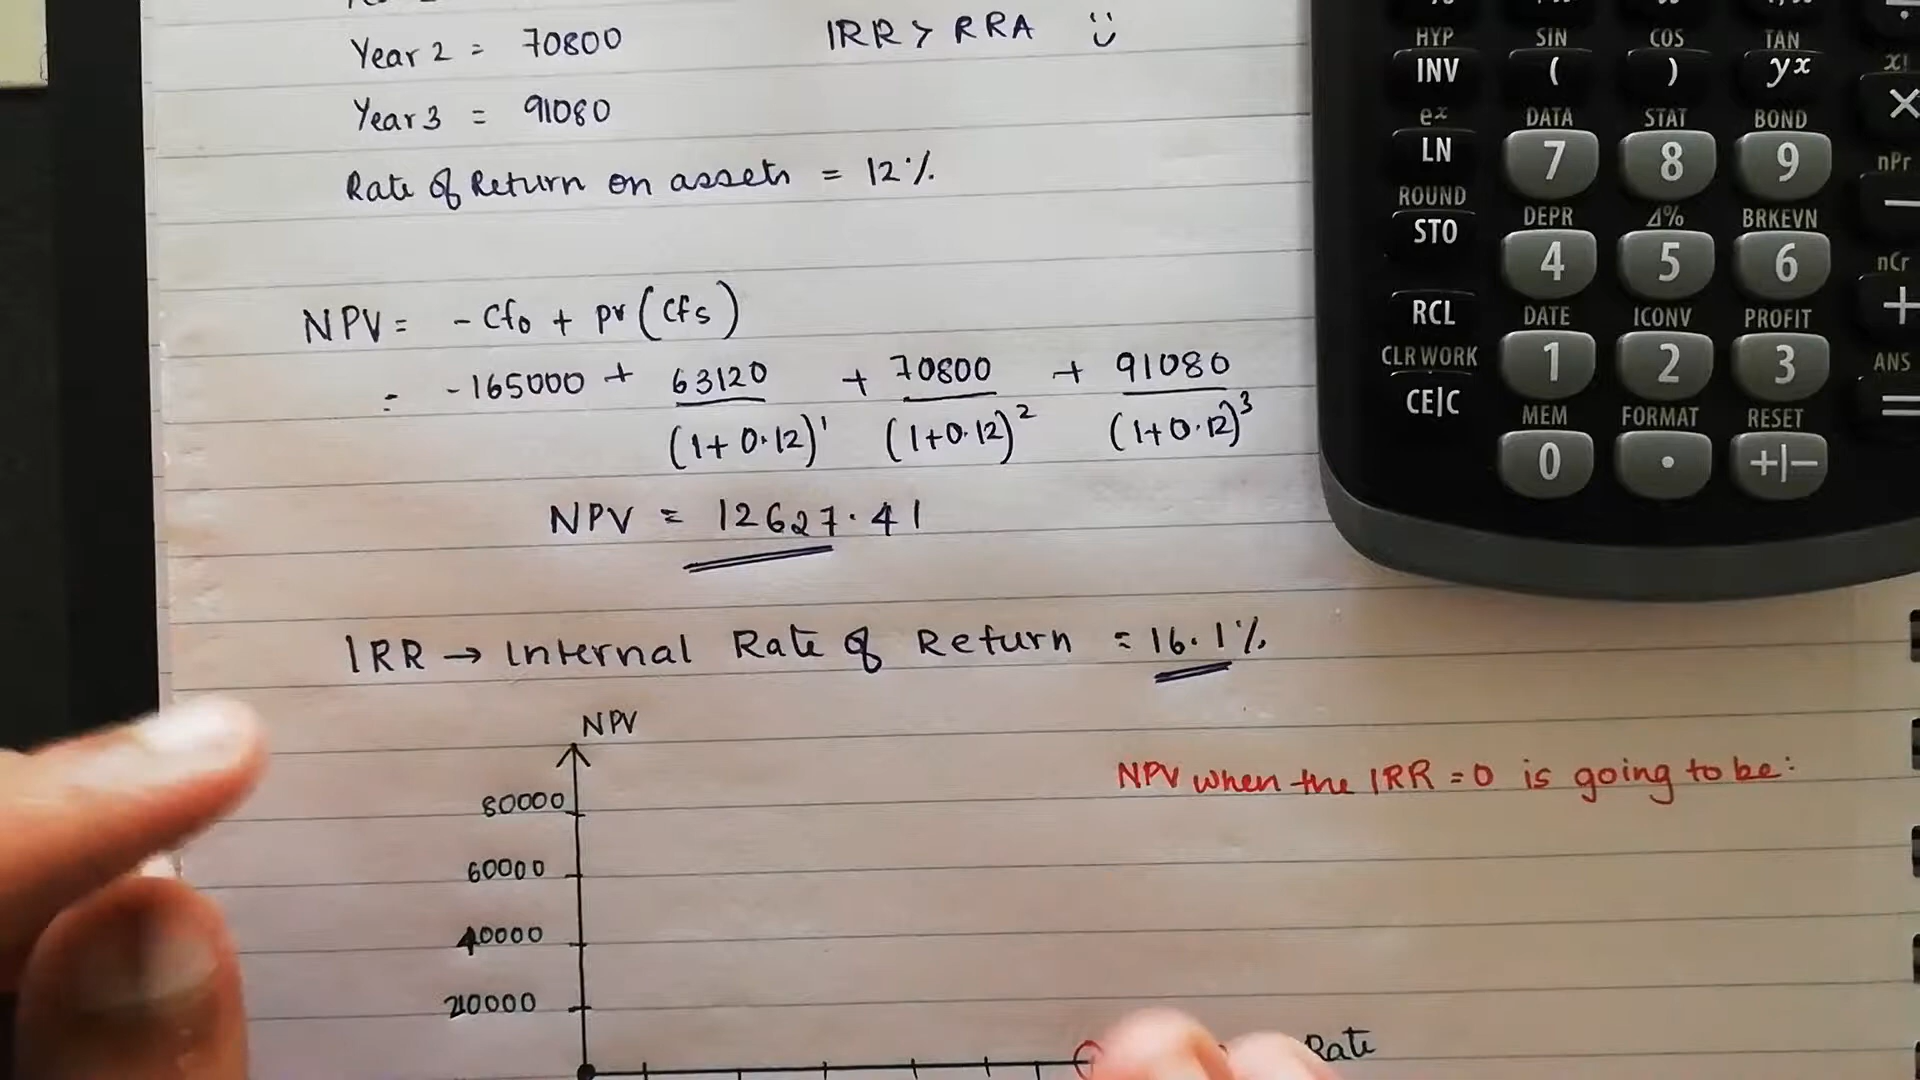 Year 2 = 70800
IRR > RRA
Year 3 = 91080
Rate of Return on assets = 12%
NPV = - Cfo + pv (Cfs)
= -165000 + 63120 / (1+0.12)^1 + 70800 / (1+0.12)^2 + 91080 / (1+0.12)^3
NPV = 12627.41
IRR → Internal Rate of Return = 16.1%
NPV
NPV when the IRR = 0 is going to be:
80000
60000
40000
20000
Rate
HYP SIN COS TAN
INV ( ) yx x!
×
ex DATA STAT BOND
LN 7 8 9 nPr
−
ROUND DEPR Δ% BRKEVN
STO 4 5 6 nCr
+
RCL DATE ICONV PROFIT
CLR WORK 1 2 3 ANS
=
CE|C MEM FORMAT RESET
0 . +|−